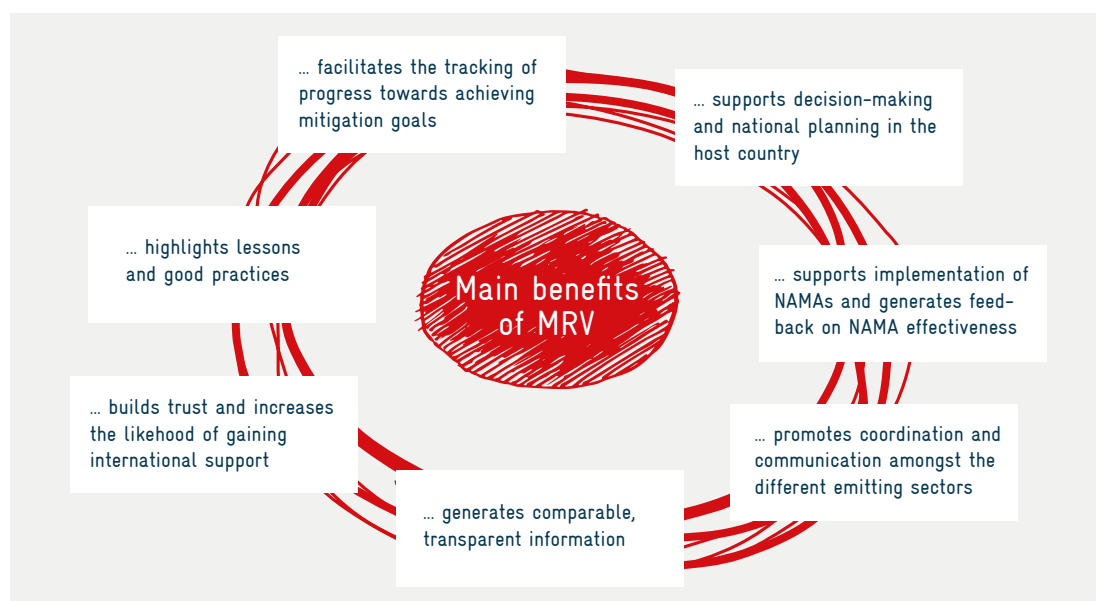 ... facilitates the tracking of
progress towards achieving
mitigation goals
... supports decision-making
and national planning in the
host country
... supports implementation of
NAMAs and generates feed-
back on NAMA effectiveness
... promotes coordination and
communication amongst the
different emitting sectors
... generates comparable,
transparent information
... builds trust and increases
the likehood of gaining
international support
... highlights lessons
and good practices
Main benefits
of MRV